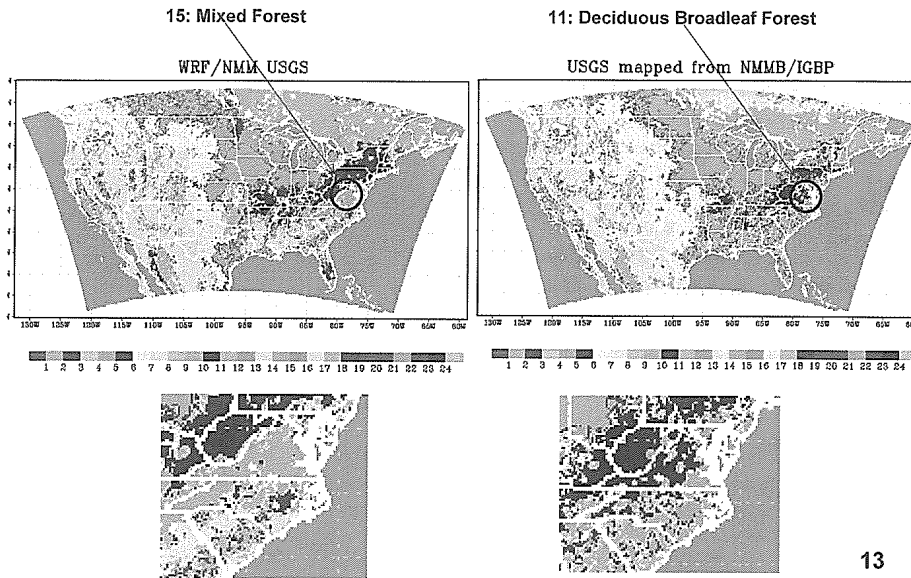 15: Mixed Forest
11: Deciduous Broadleaf Forest
WRF/NMM USGS
USGS mapped from NMMB/IGBP
130W 125W 120W 115W 110W 105W 100W 95W 90W 85W 80W 75W 70W 65W 60W
130W 125W 120W 115W 110W 105W 100W 95W 90W 85W 80W 75W 70W 65W 60W
1 2 3 4 5 6 7 8 9 10 11 12 13 14 15 16 17 18 19 20 21 22 23 24
1 2 3 4 5 6 7 8 9 10 11 12 13 14 15 16 17 18 19 20 21 22 23 24
13